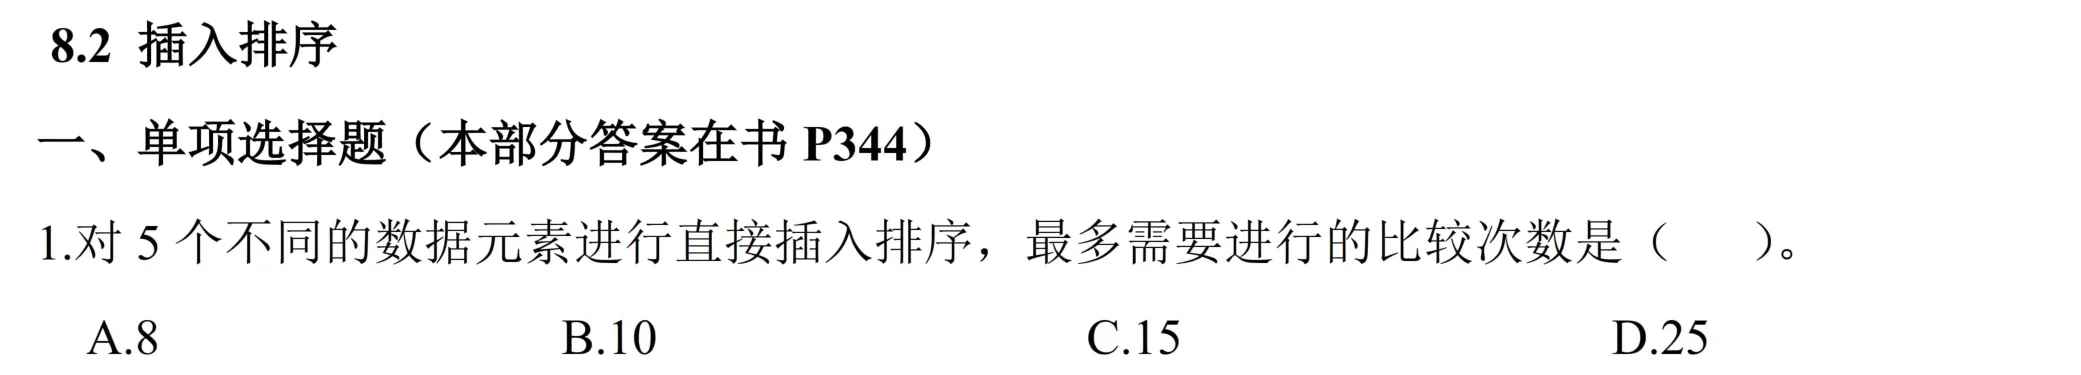 8.2 插入排序
一、单项选择题（本部分答案在书 P344）
1.对 5 个不同的数据元素进行直接插入排序，最多需要进行的比较次数是（　　）。
A.8 B.10 C.15 D.25